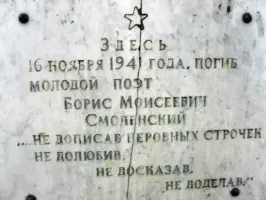 ЗДЕСЬ
16 НОЯБРЯ 1941 ГОДА, ПОГИБ
МОЛОДОЙ ПОЭТ
БОРИС МОИСЕЕВИЧ
СМОЛЕНСКИЙ
"....НЕ ДОПИСАВ НЕРОВНЫХ СТРОЧЕК
НЕ ДОЛЮБИВ,
НЕ ДОСКАЗАВ,
НЕ ДОДЕЛАВ."